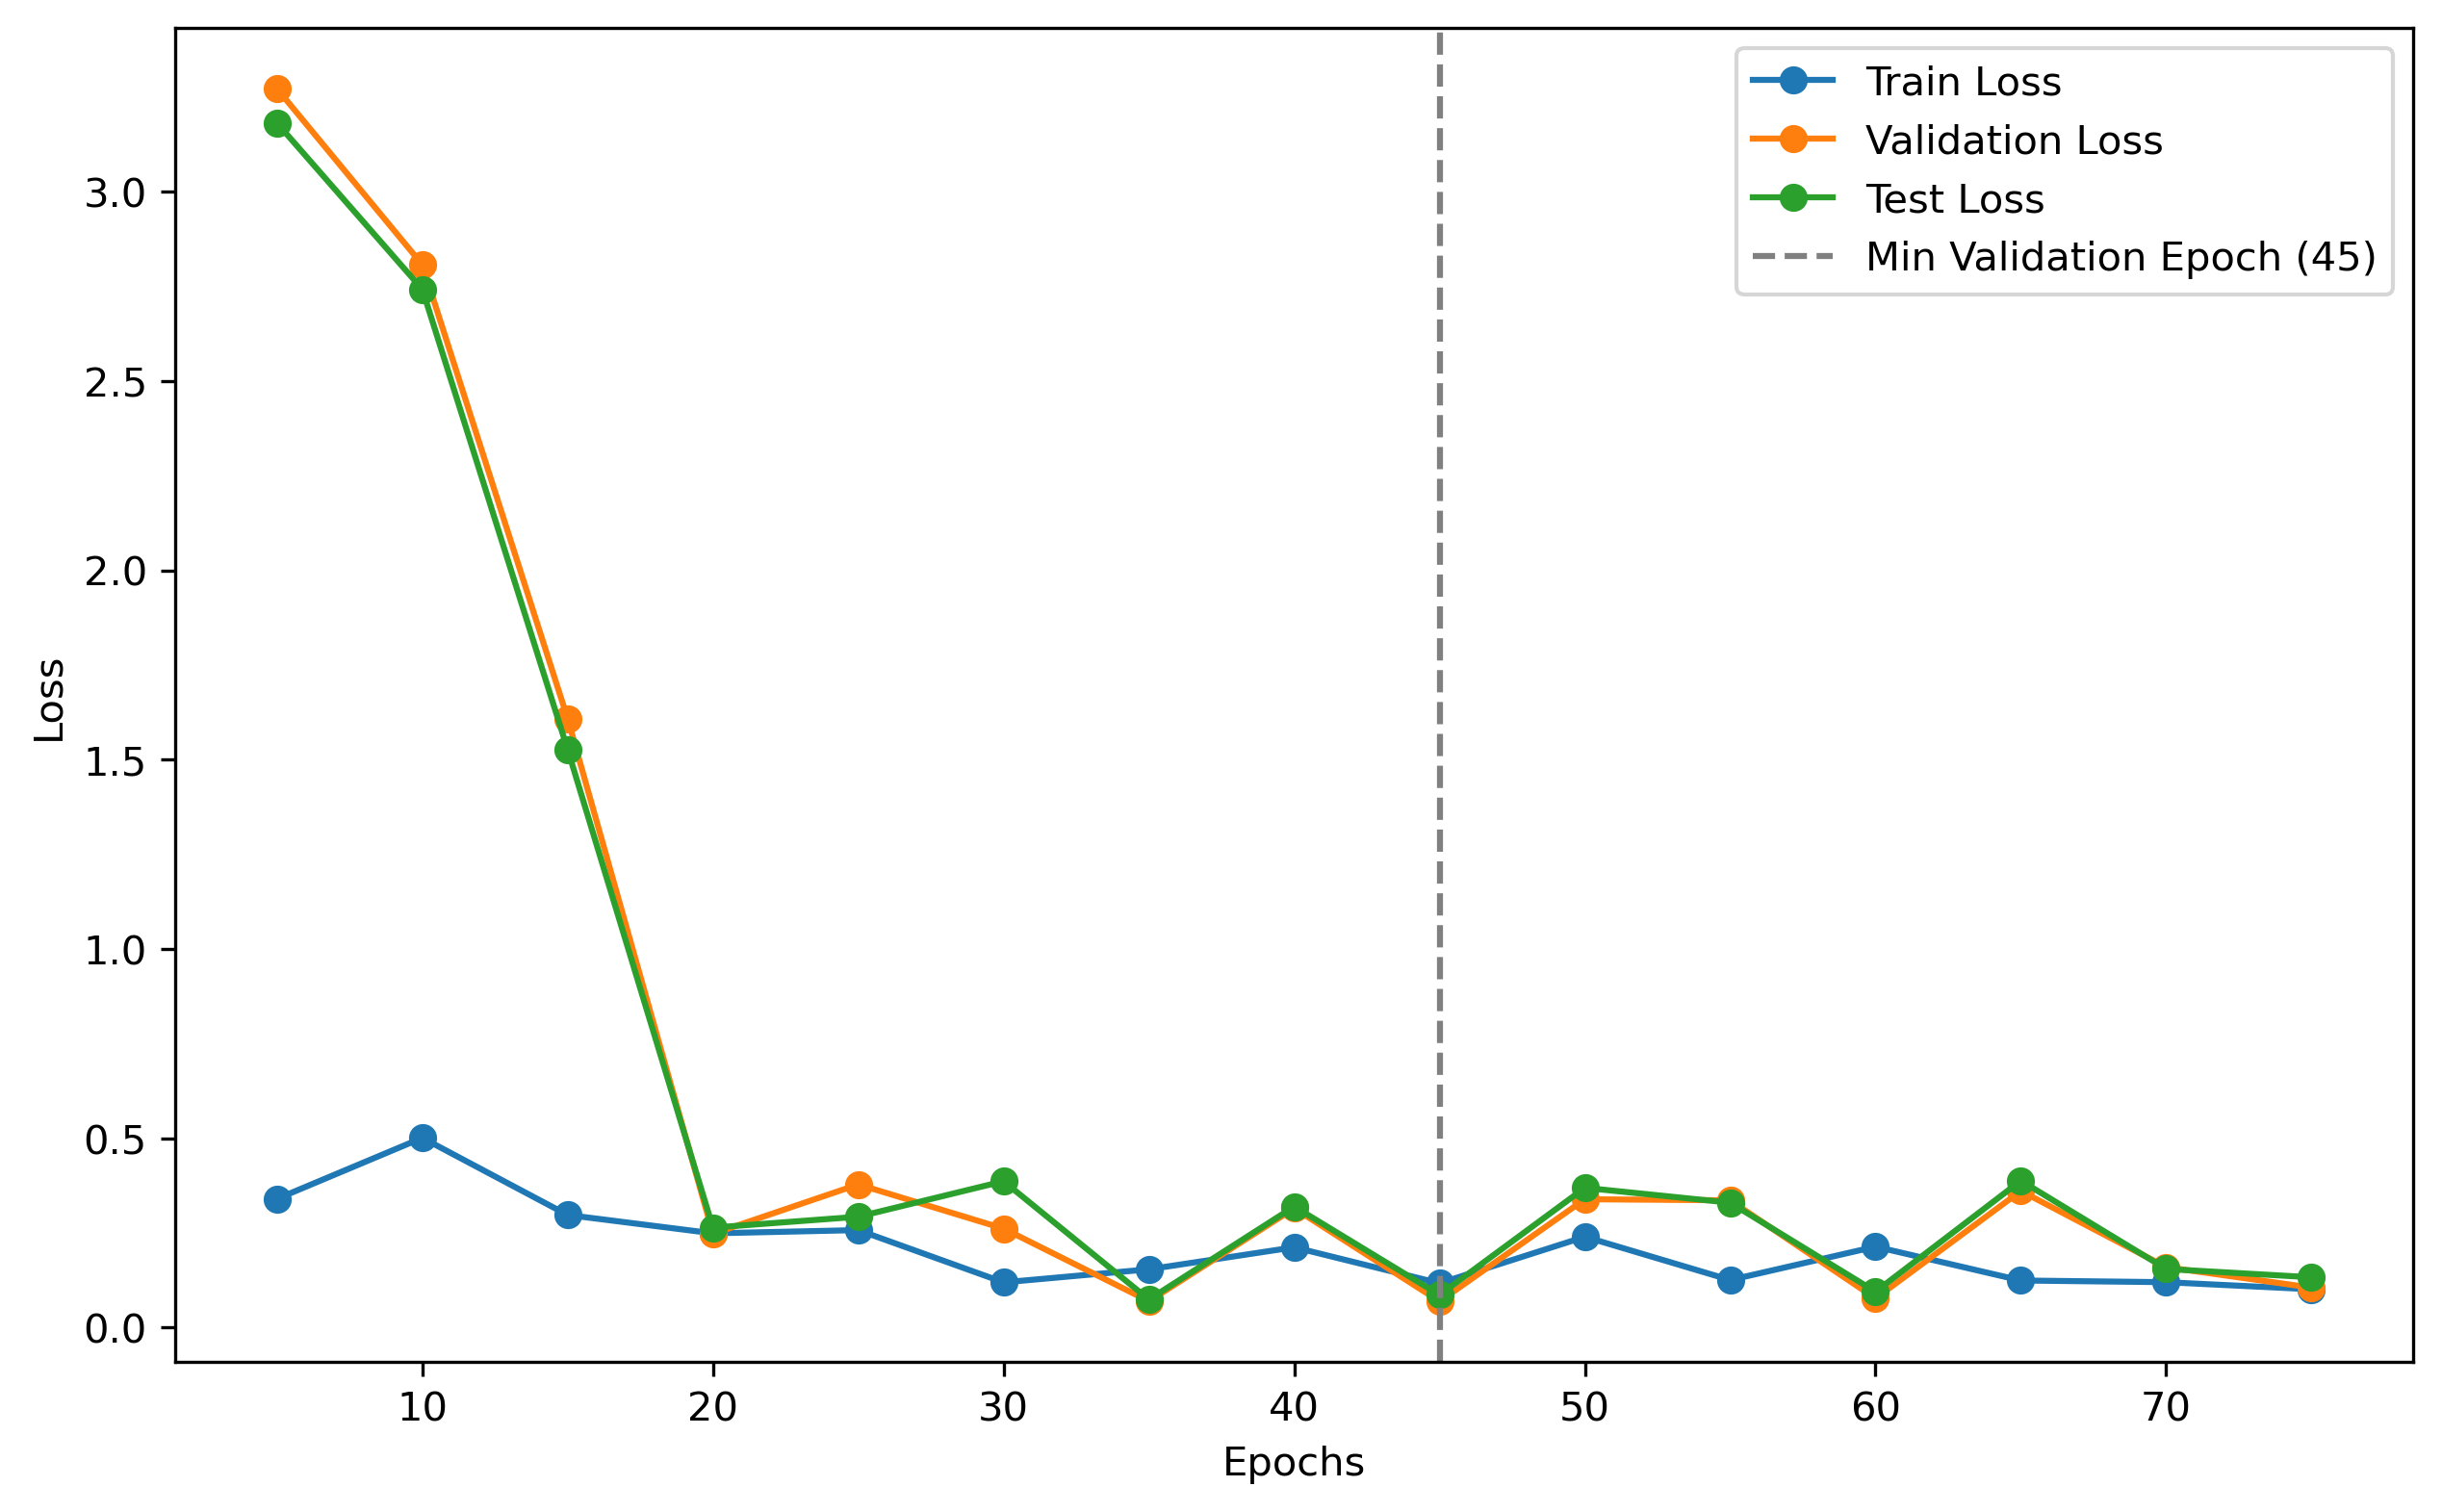 Train Loss
Validation Loss
Test Loss
Min Validation Epoch (45)
3.0
2.5
2.0
1.5
1.0
0.5
0.0
Loss
10 20 30 40 50 60 70
Epochs